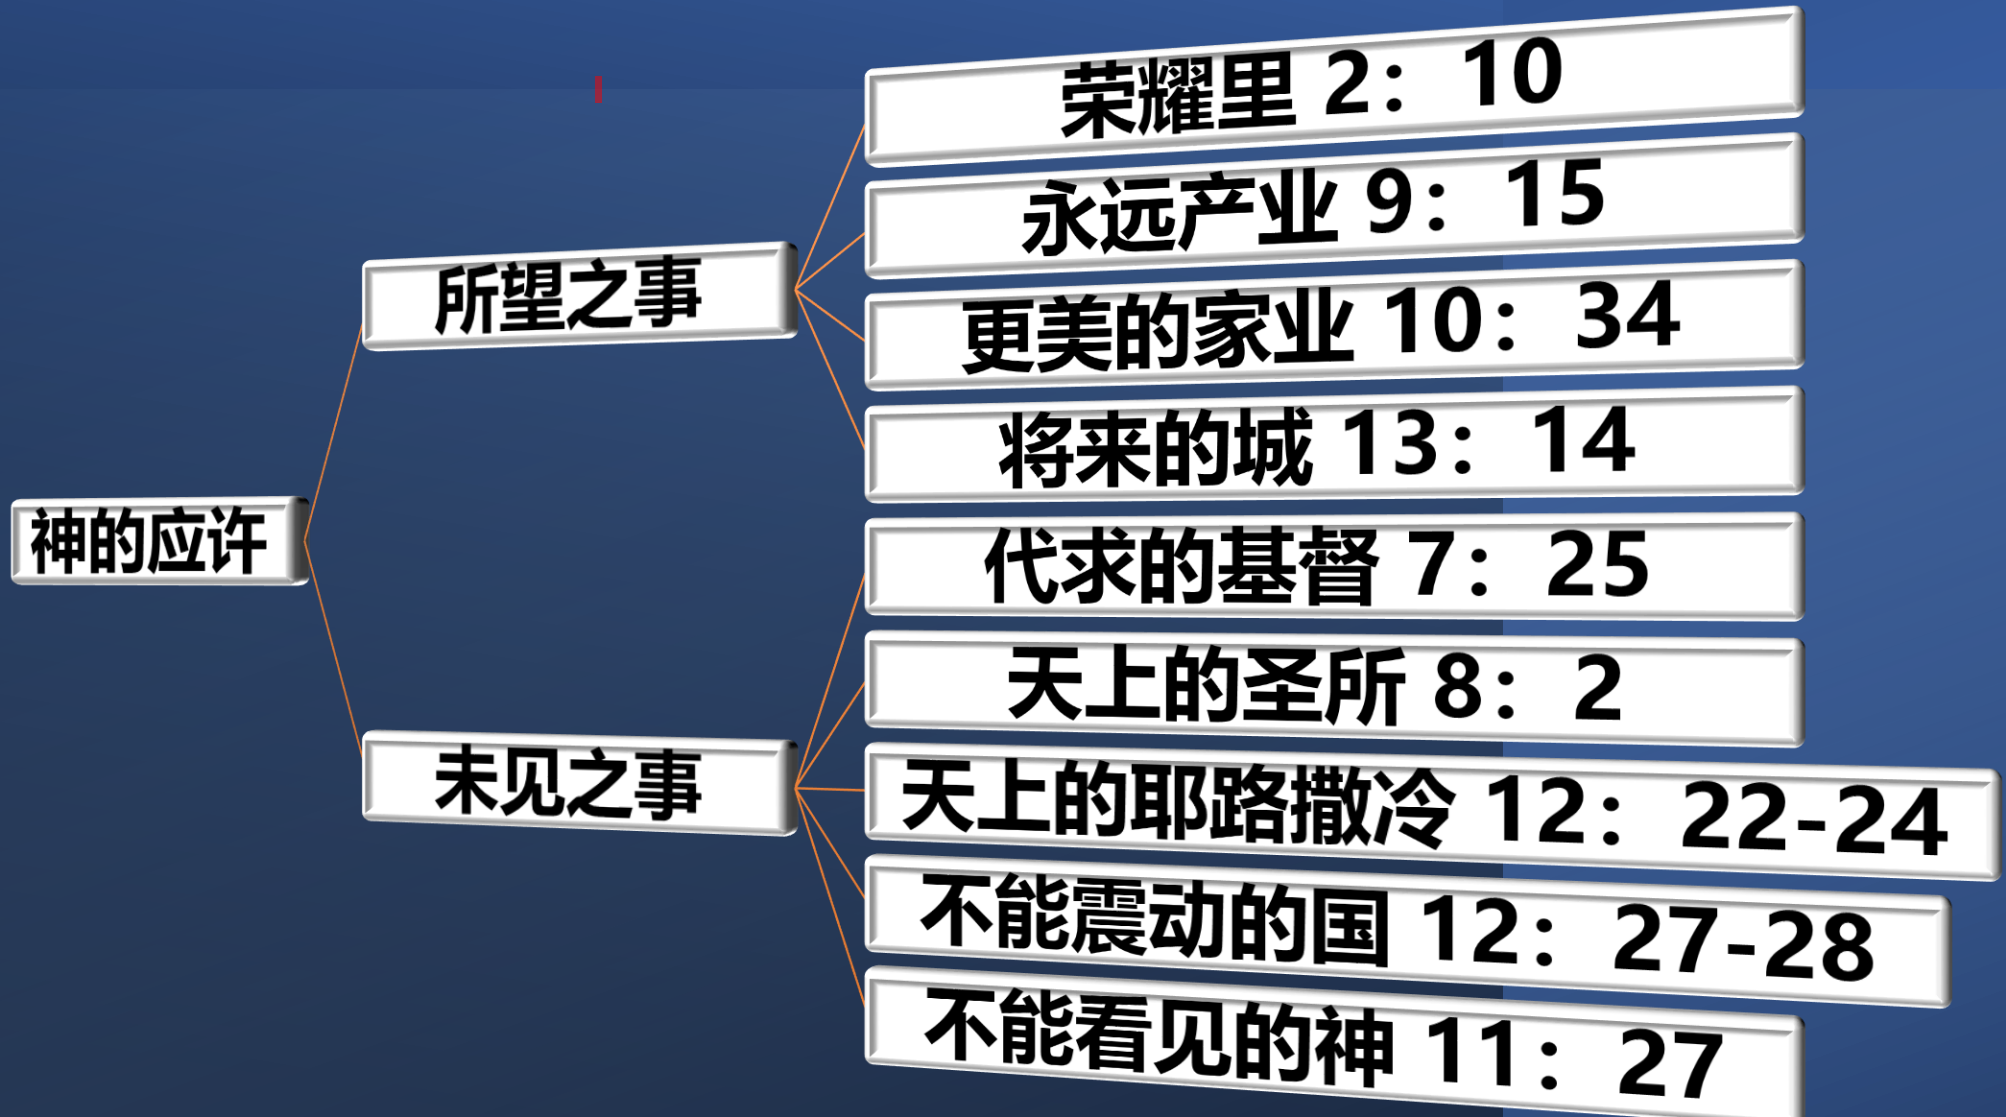 神的应许
所望之事
荣耀里 2：10
永远产业 9：15
更美的家业 10：34
将来的城 13：14
未见之事
代求的基督 7：25
天上的圣所 8：2
天上的耶路撒冷 12：22-24
不能震动的国 12：27-28
不能看见的神 11：27